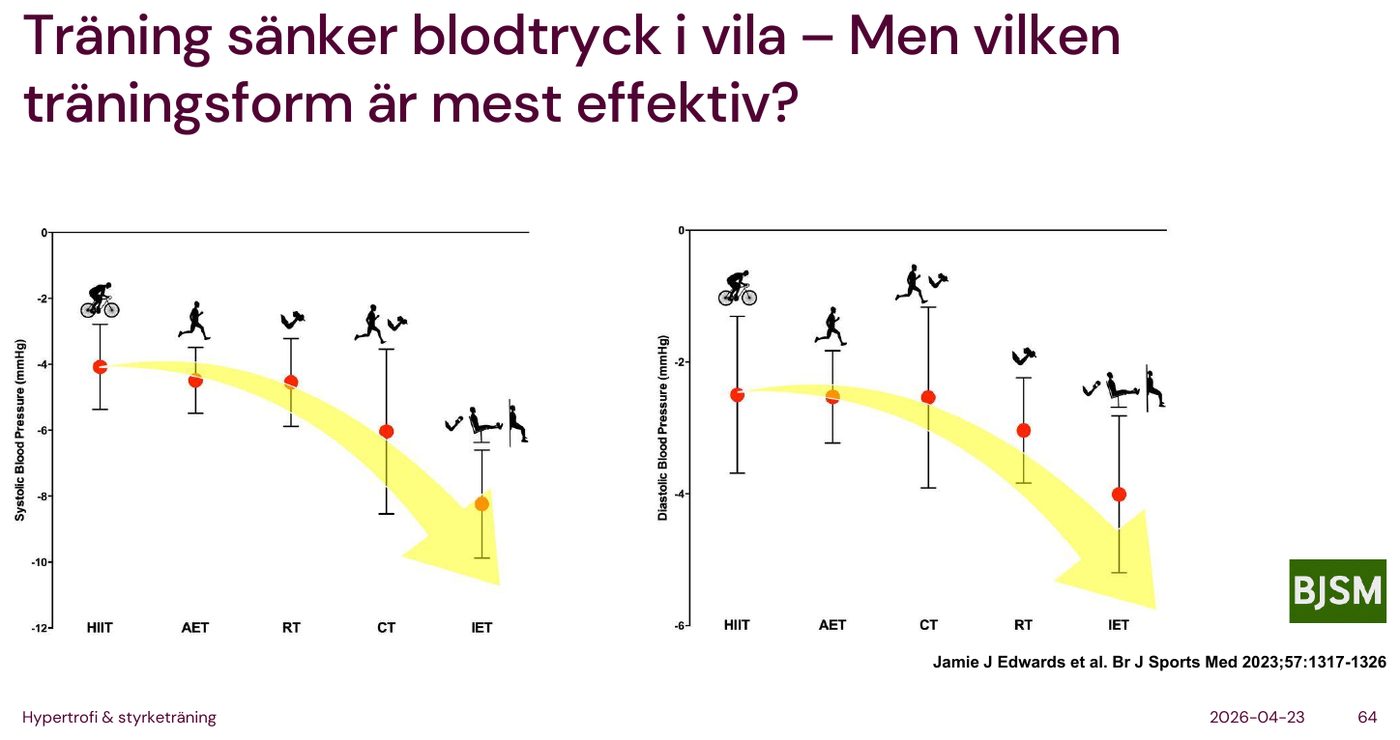 Träning sänker blodtryck i vila – Men vilken
träningsform är mest effektiv?
Systolic Blood Pressure (mmHg)
0
-2
-4
-6
-8
-10
-12
HIIT AET RT CT IET
Diastolic Blood Pressure (mmHg)
0
-2
-4
-6
HIIT AET CT RT IET
BJSM
Jamie J Edwards et al. Br J Sports Med 2023;57:1317-1326
Hypertrofi & styrketräning 2026-04-23 64